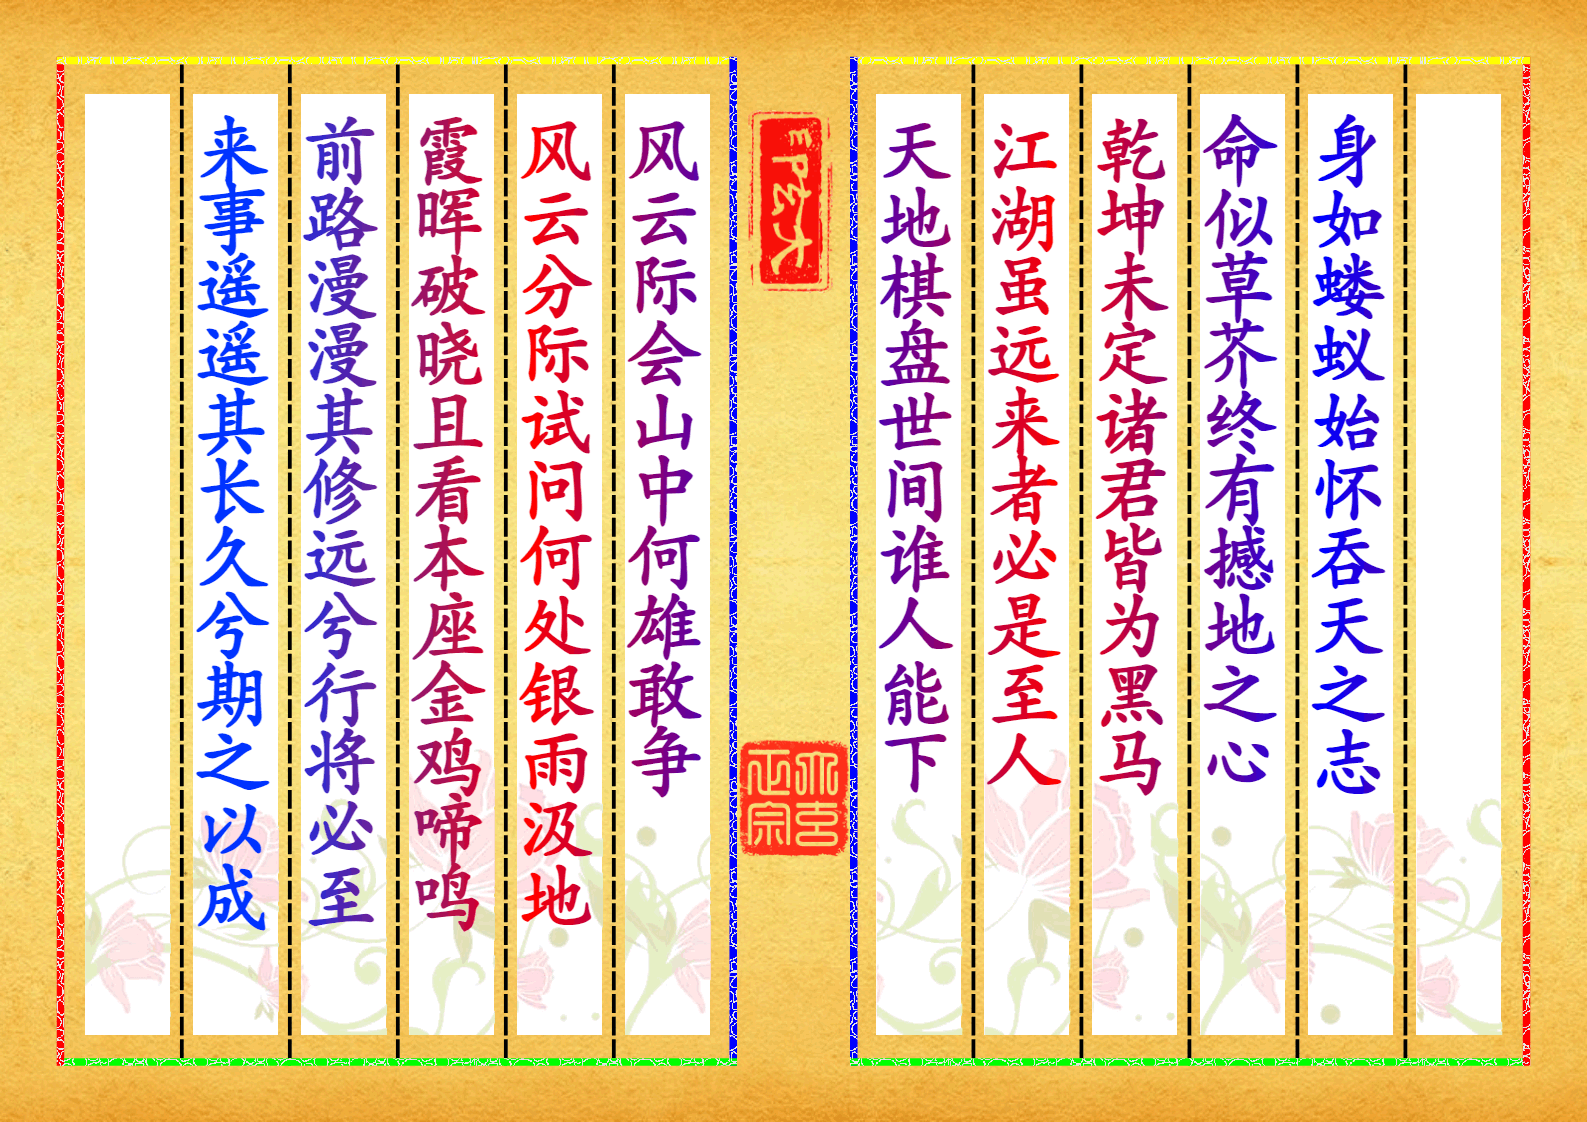 身如蝼蚁始怀吞天之志
命似草芥终有撼地之心
乾坤未定诸君皆为黑马
江湖虽远来者必是至人
天地棋盘世间谁人能下
风云际会山中何雄敢争
风云分际试问何处银雨汲地
霞晖破晓且看本座金鸡啼鸣
前路漫漫其修远兮行将必至
来事遥遥其长久兮期之以成